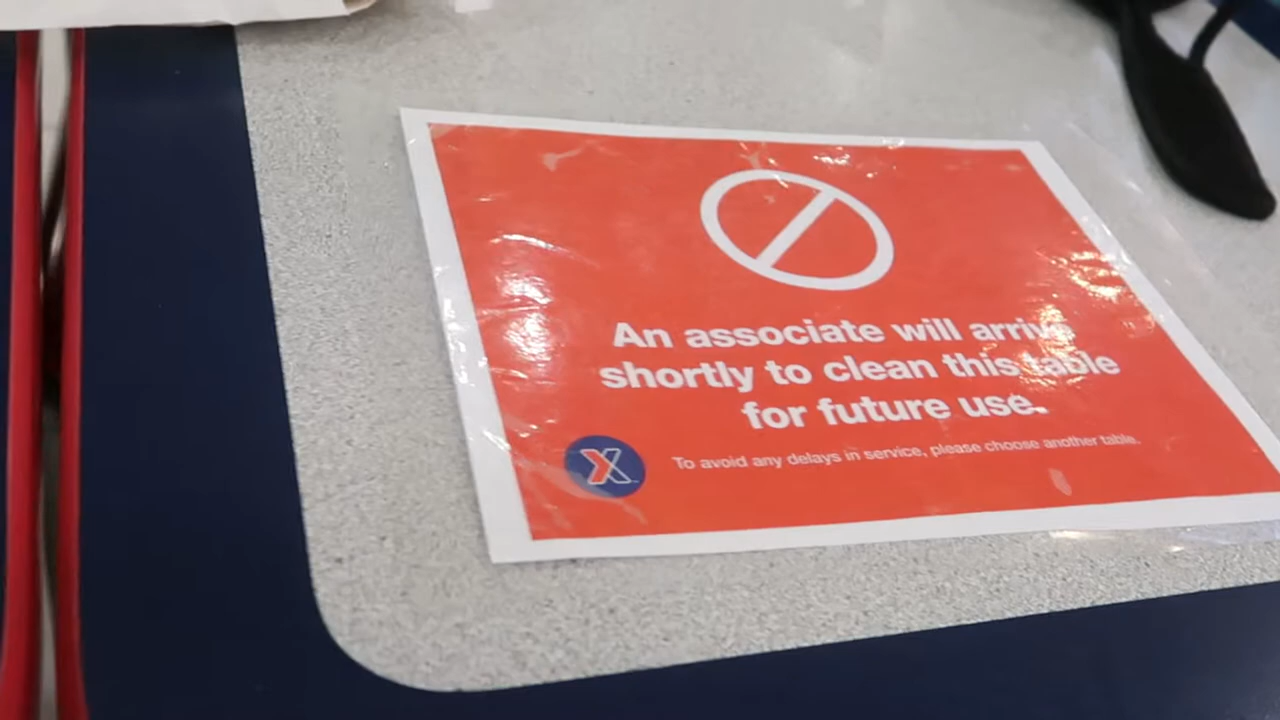 An associate will arrive
shortly to clean this table
for future use.
To avoid any delays in service, please choose another table.
X